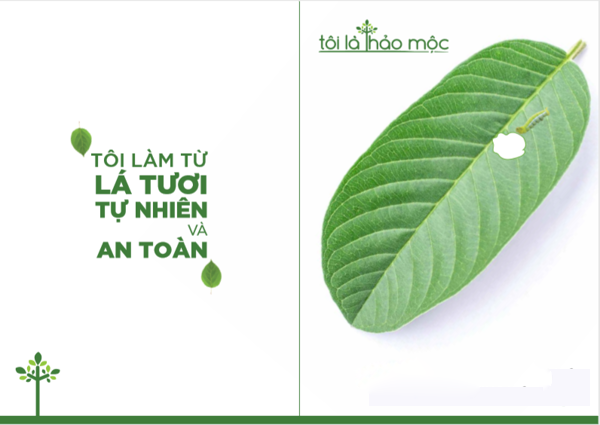 TÔI LÀM TỪ
LÁ TƯƠI
TỰ NHIÊN
VÀ
AN TOÀN
tôi là thảo mộc